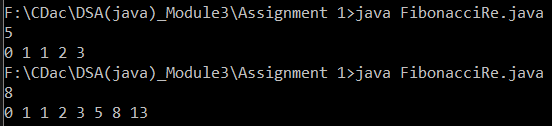 F:\CDac\DSA(java)_Module3\Assignment 1>java FibonacciRe.java
5
0 1 1 2 3
F:\CDac\DSA(java)_Module3\Assignment 1>java FibonacciRe.java
8
0 1 1 2 3 5 8 13